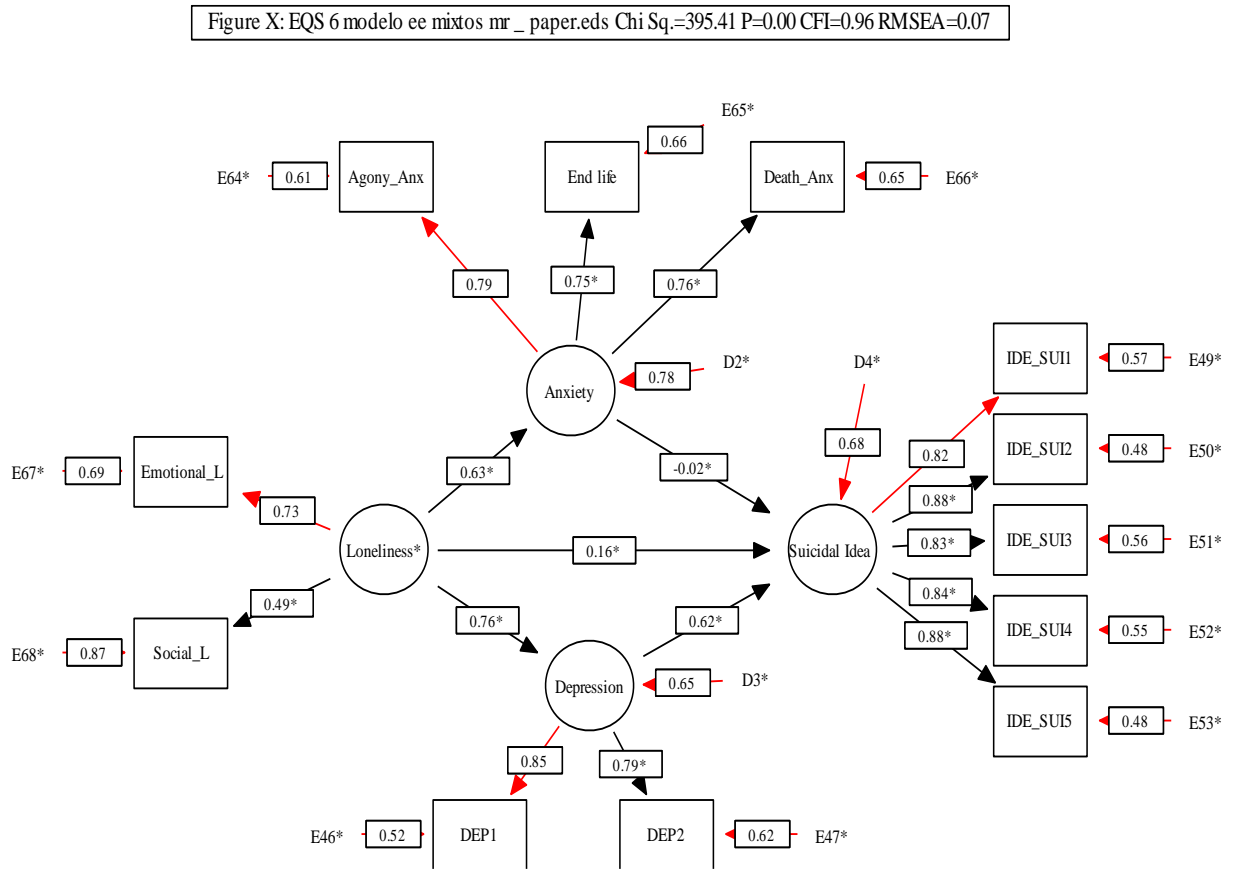 Figure X: EQS 6 modelo ee mixtos mr _ paper.eds Chi Sq.=395.41 P=0.00 CFI=0.96 RMSEA=0.07
E65*
0.66
E64*
0.61
Agony_Anx
End life
Death_Anx
0.65
E66*
0.79
0.75*
0.76*
D2*
0.78
Anxiety
D4*
0.68
IDE_SUI1
0.57
E49*
0.82
IDE_SUI2
0.48
E50*
0.88*
E67*
0.69
Emotional_L
0.73
0.63*
-0.02*
Loneliness*
0.16*
Suicidal Idea
0.83*
IDE_SUI3
0.56
E51*
0.49*
0.76*
0.62*
0.84*
IDE_SUI4
0.55
E52*
0.88*
E68*
0.87
Social_L
Depression
0.65
D3*
IDE_SUI5
0.48
E53*
0.85
0.79*
E46*
0.52
DEP1
DEP2
0.62
E47*